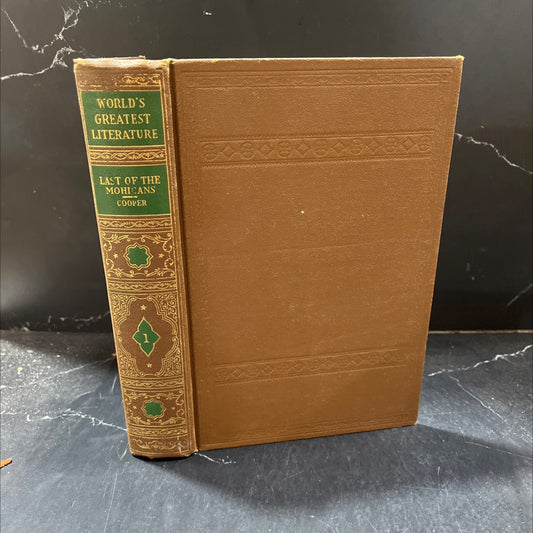 WORLD'S
GREATEST
LITERATURE
LAST OF THE
MOHICANS
COOPER
1